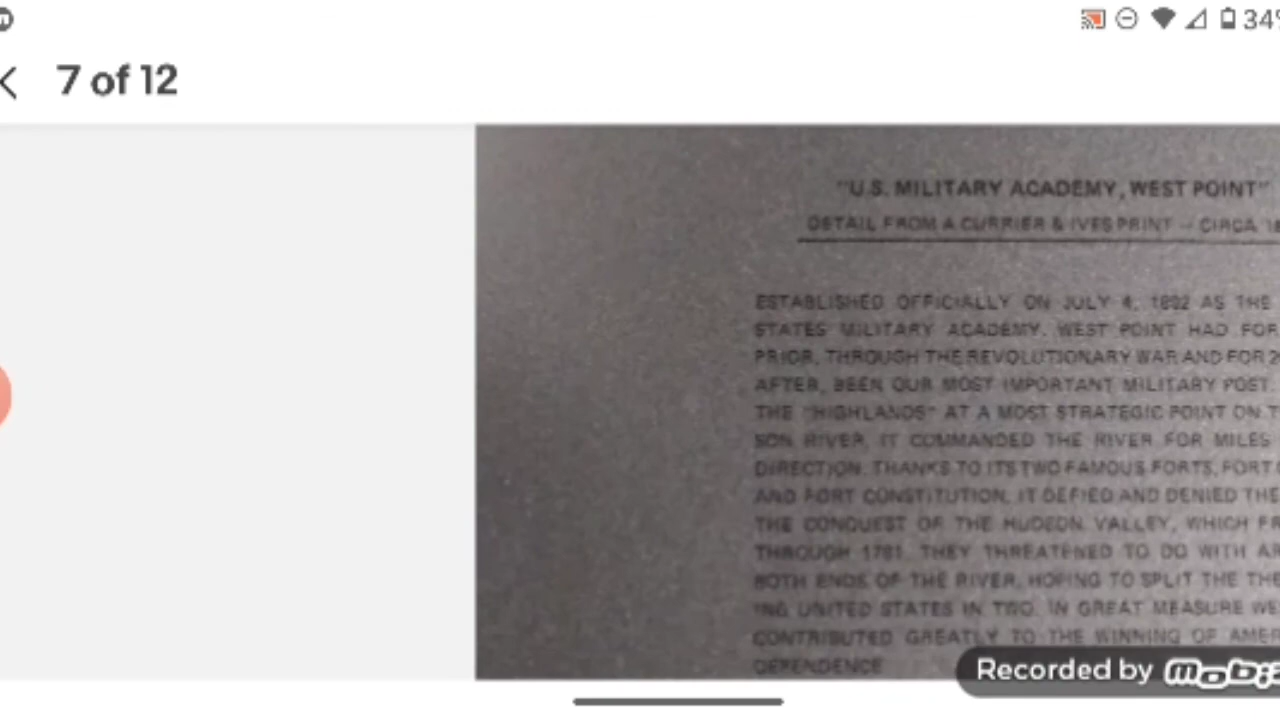 34%
7 of 12
"U.S. MILITARY ACADEMY, WEST POINT"
DETAIL FROM A CURRIER & IVES PRINT - CIRCA
ESTABLISHED OFFICIALLY ON JULY 4, 1802 AS THE
STATES MILITARY ACADEMY. WEST POINT HAD FOR
PRIOR, THROUGH THE REVOLUTIONARY WAR AND FOR
AFTER, BEEN OUR MOST IMPORTANT MILITARY POST.
THE "HIGHLANDS" AT A MOST STRATEGIC POINT ON
SON RIVER, IT COMMANDED THE RIVER FOR MILES
DIRECTION. THANKS TO ITS TWO FAMOUS FORTS, FORT
AND FORT CONSTITUTION, IT DEFIED AND DENIED THE
THE CONQUEST OF THE HUDSON VALLEY, WHICH
THROUGH 1781 THEY THREATENED TO DO WITH
BOTH ENDS OF THE RIVER, HOPING TO SPLIT THE
ING UNITED STATES IN TWO. IN GREAT MEASURE
CONTRIBUTED GREATLY TO THE WINNING OF
DEPENDENCE
Recorded by